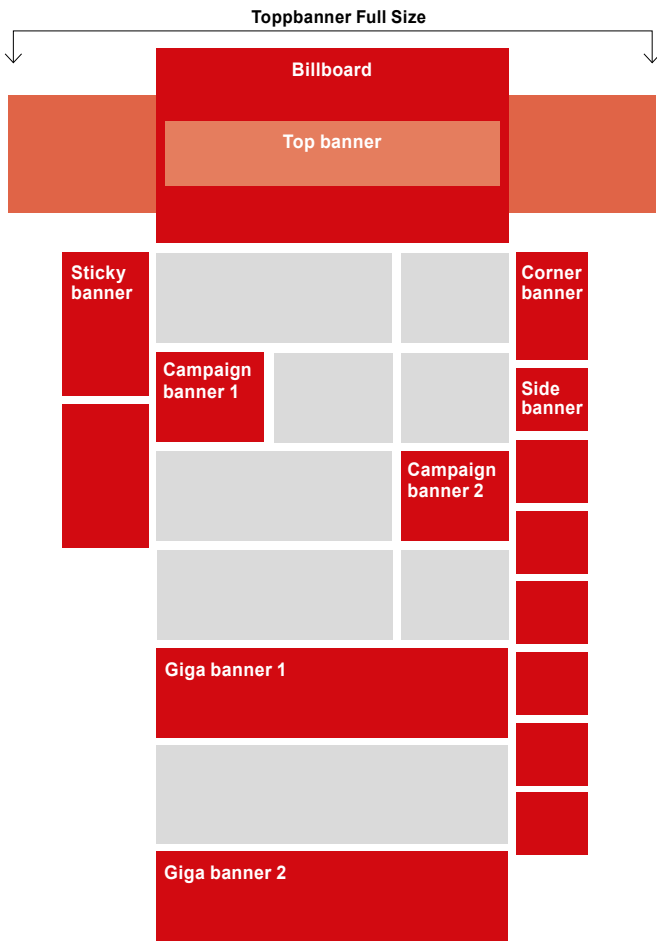 Toppbanner Full Size
Billboard
Top banner
Sticky
banner
Corner
banner
Campaign
banner 1
Side
banner
Campaign
banner 2
Giga banner 1
Giga banner 2